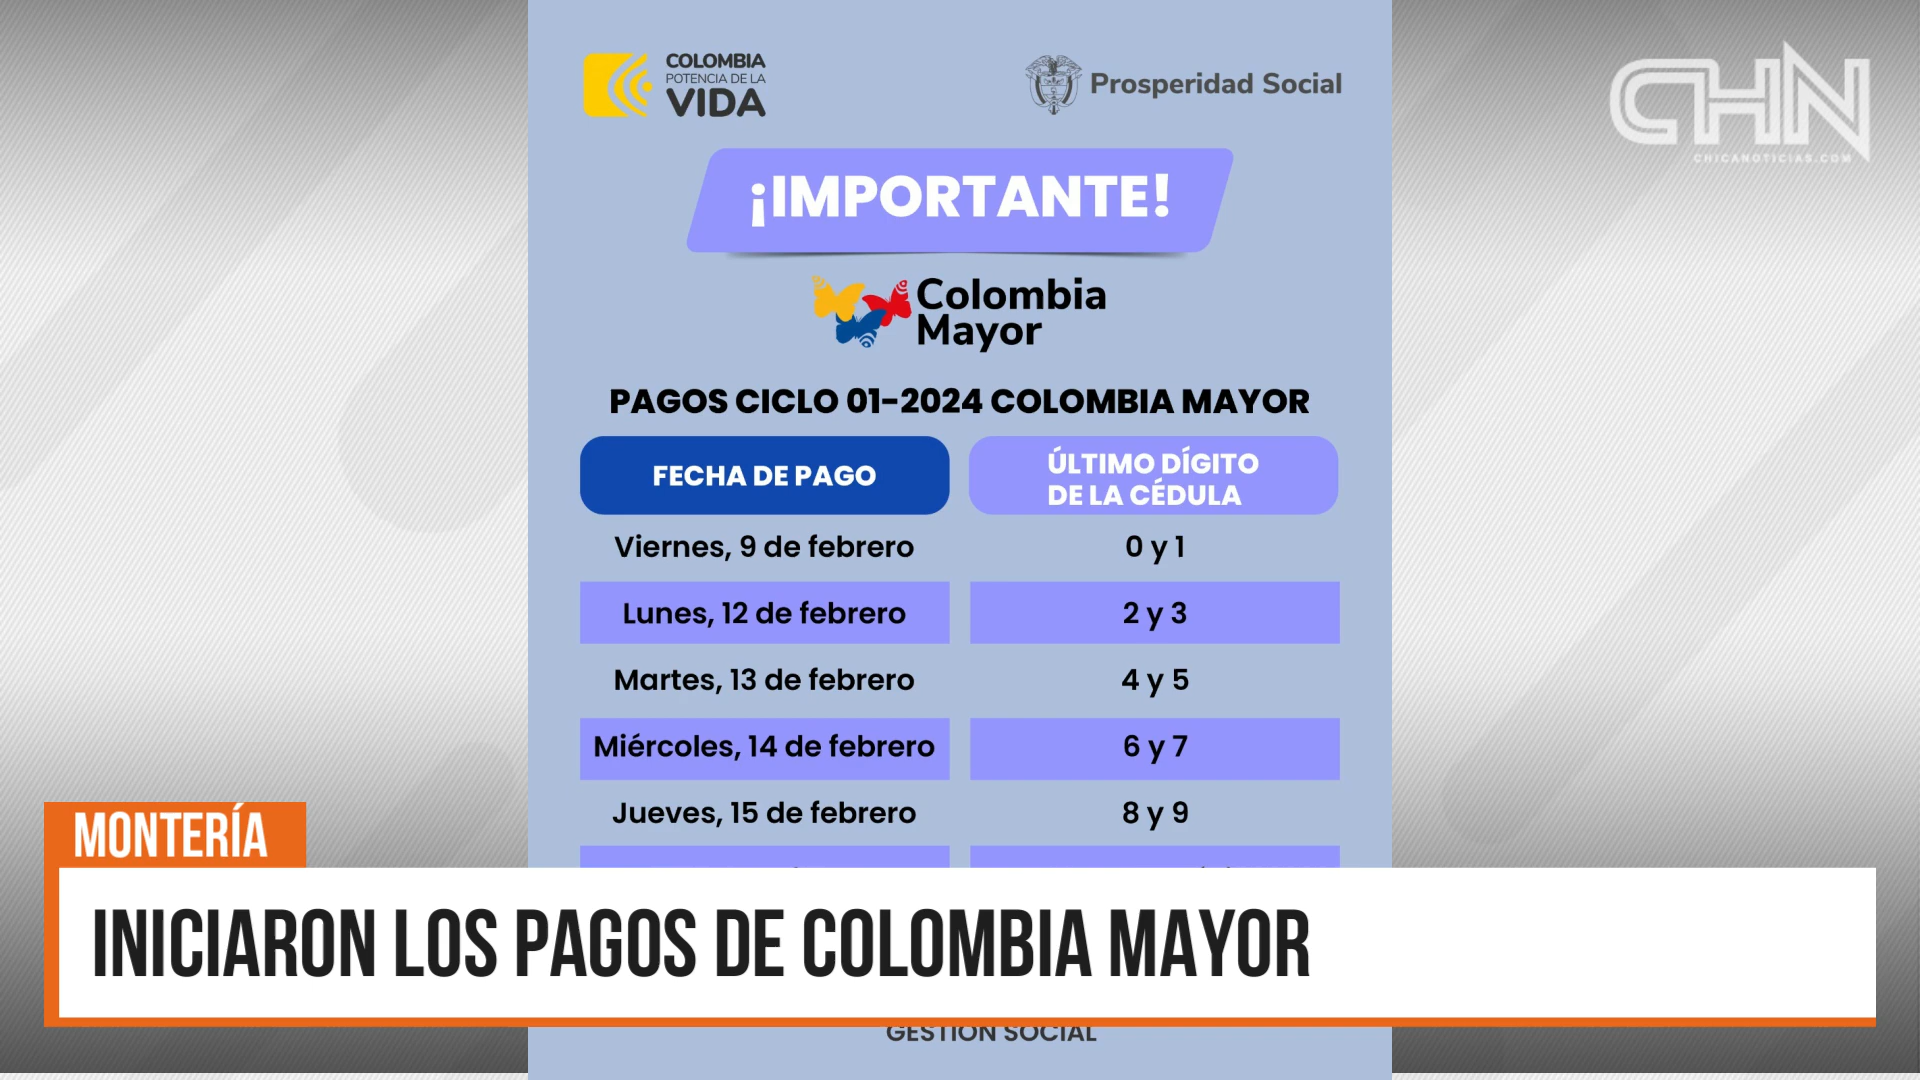 COLOMBIA
POTENCIA DE LA
VIDA
Prosperidad Social
CHN
CHICANOTICIAS.COM
¡IMPORTANTE!
Colombia
Mayor
PAGOS CICLO 01-2024 COLOMBIA MAYOR
FECHA DE PAGO
ÚLTIMO DÍGITO
DE LA CÉDULA
Viernes, 9 de febrero
0 y 1
Lunes, 12 de febrero
2 y 3
Martes, 13 de febrero
4 y 5
Miércoles, 14 de febrero
6 y 7
Jueves, 15 de febrero
8 y 9
MONTERÍA
INICIARON LOS PAGOS DE COLOMBIA MAYOR
GESTIÓN SOCIAL